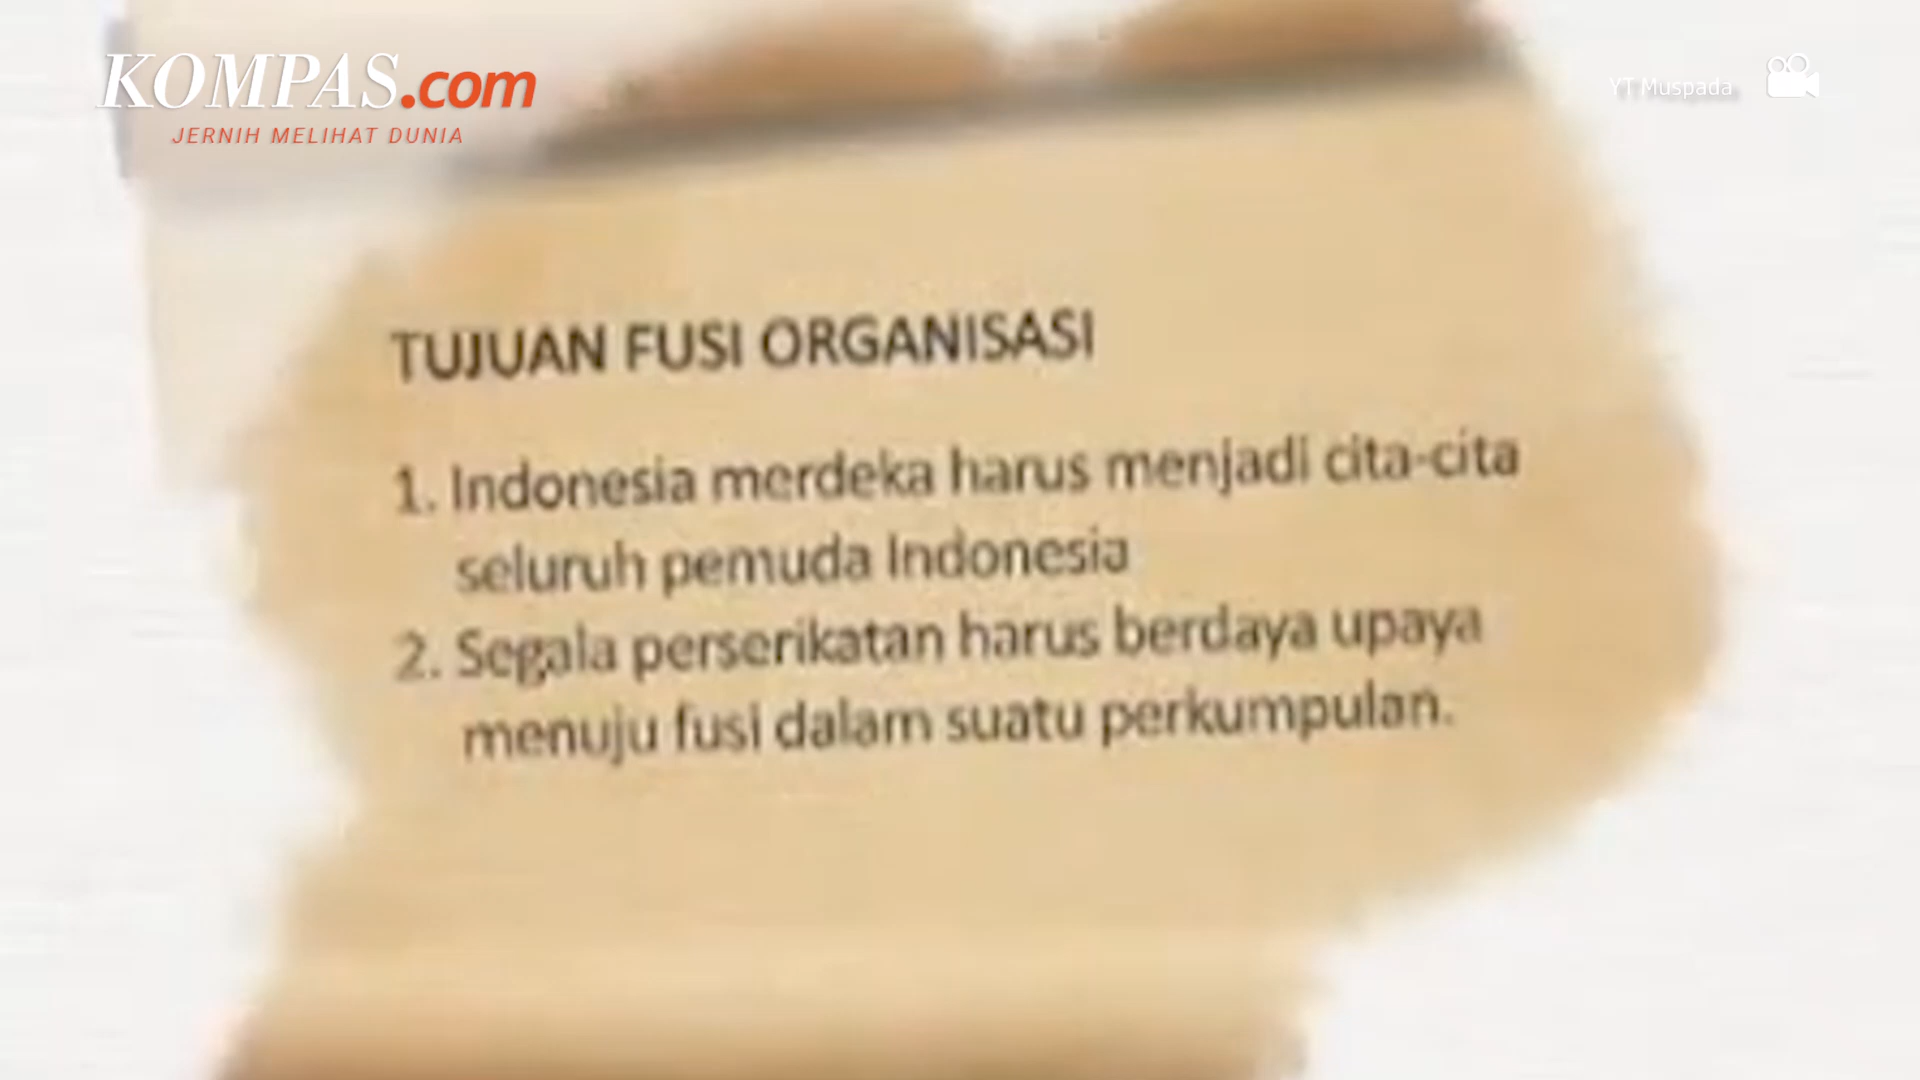 KOMPAS.com
JERNIH MELIHAT DUNIA
YT Muspada
TUJUAN FUSI ORGANISASI
1. Indonesia merdeka harus menjadi cita-cita
seluruh pemuda Indonesia
2. Segala perserikatan harus berdaya upaya
menuju fusi dalam suatu perkumpulan.